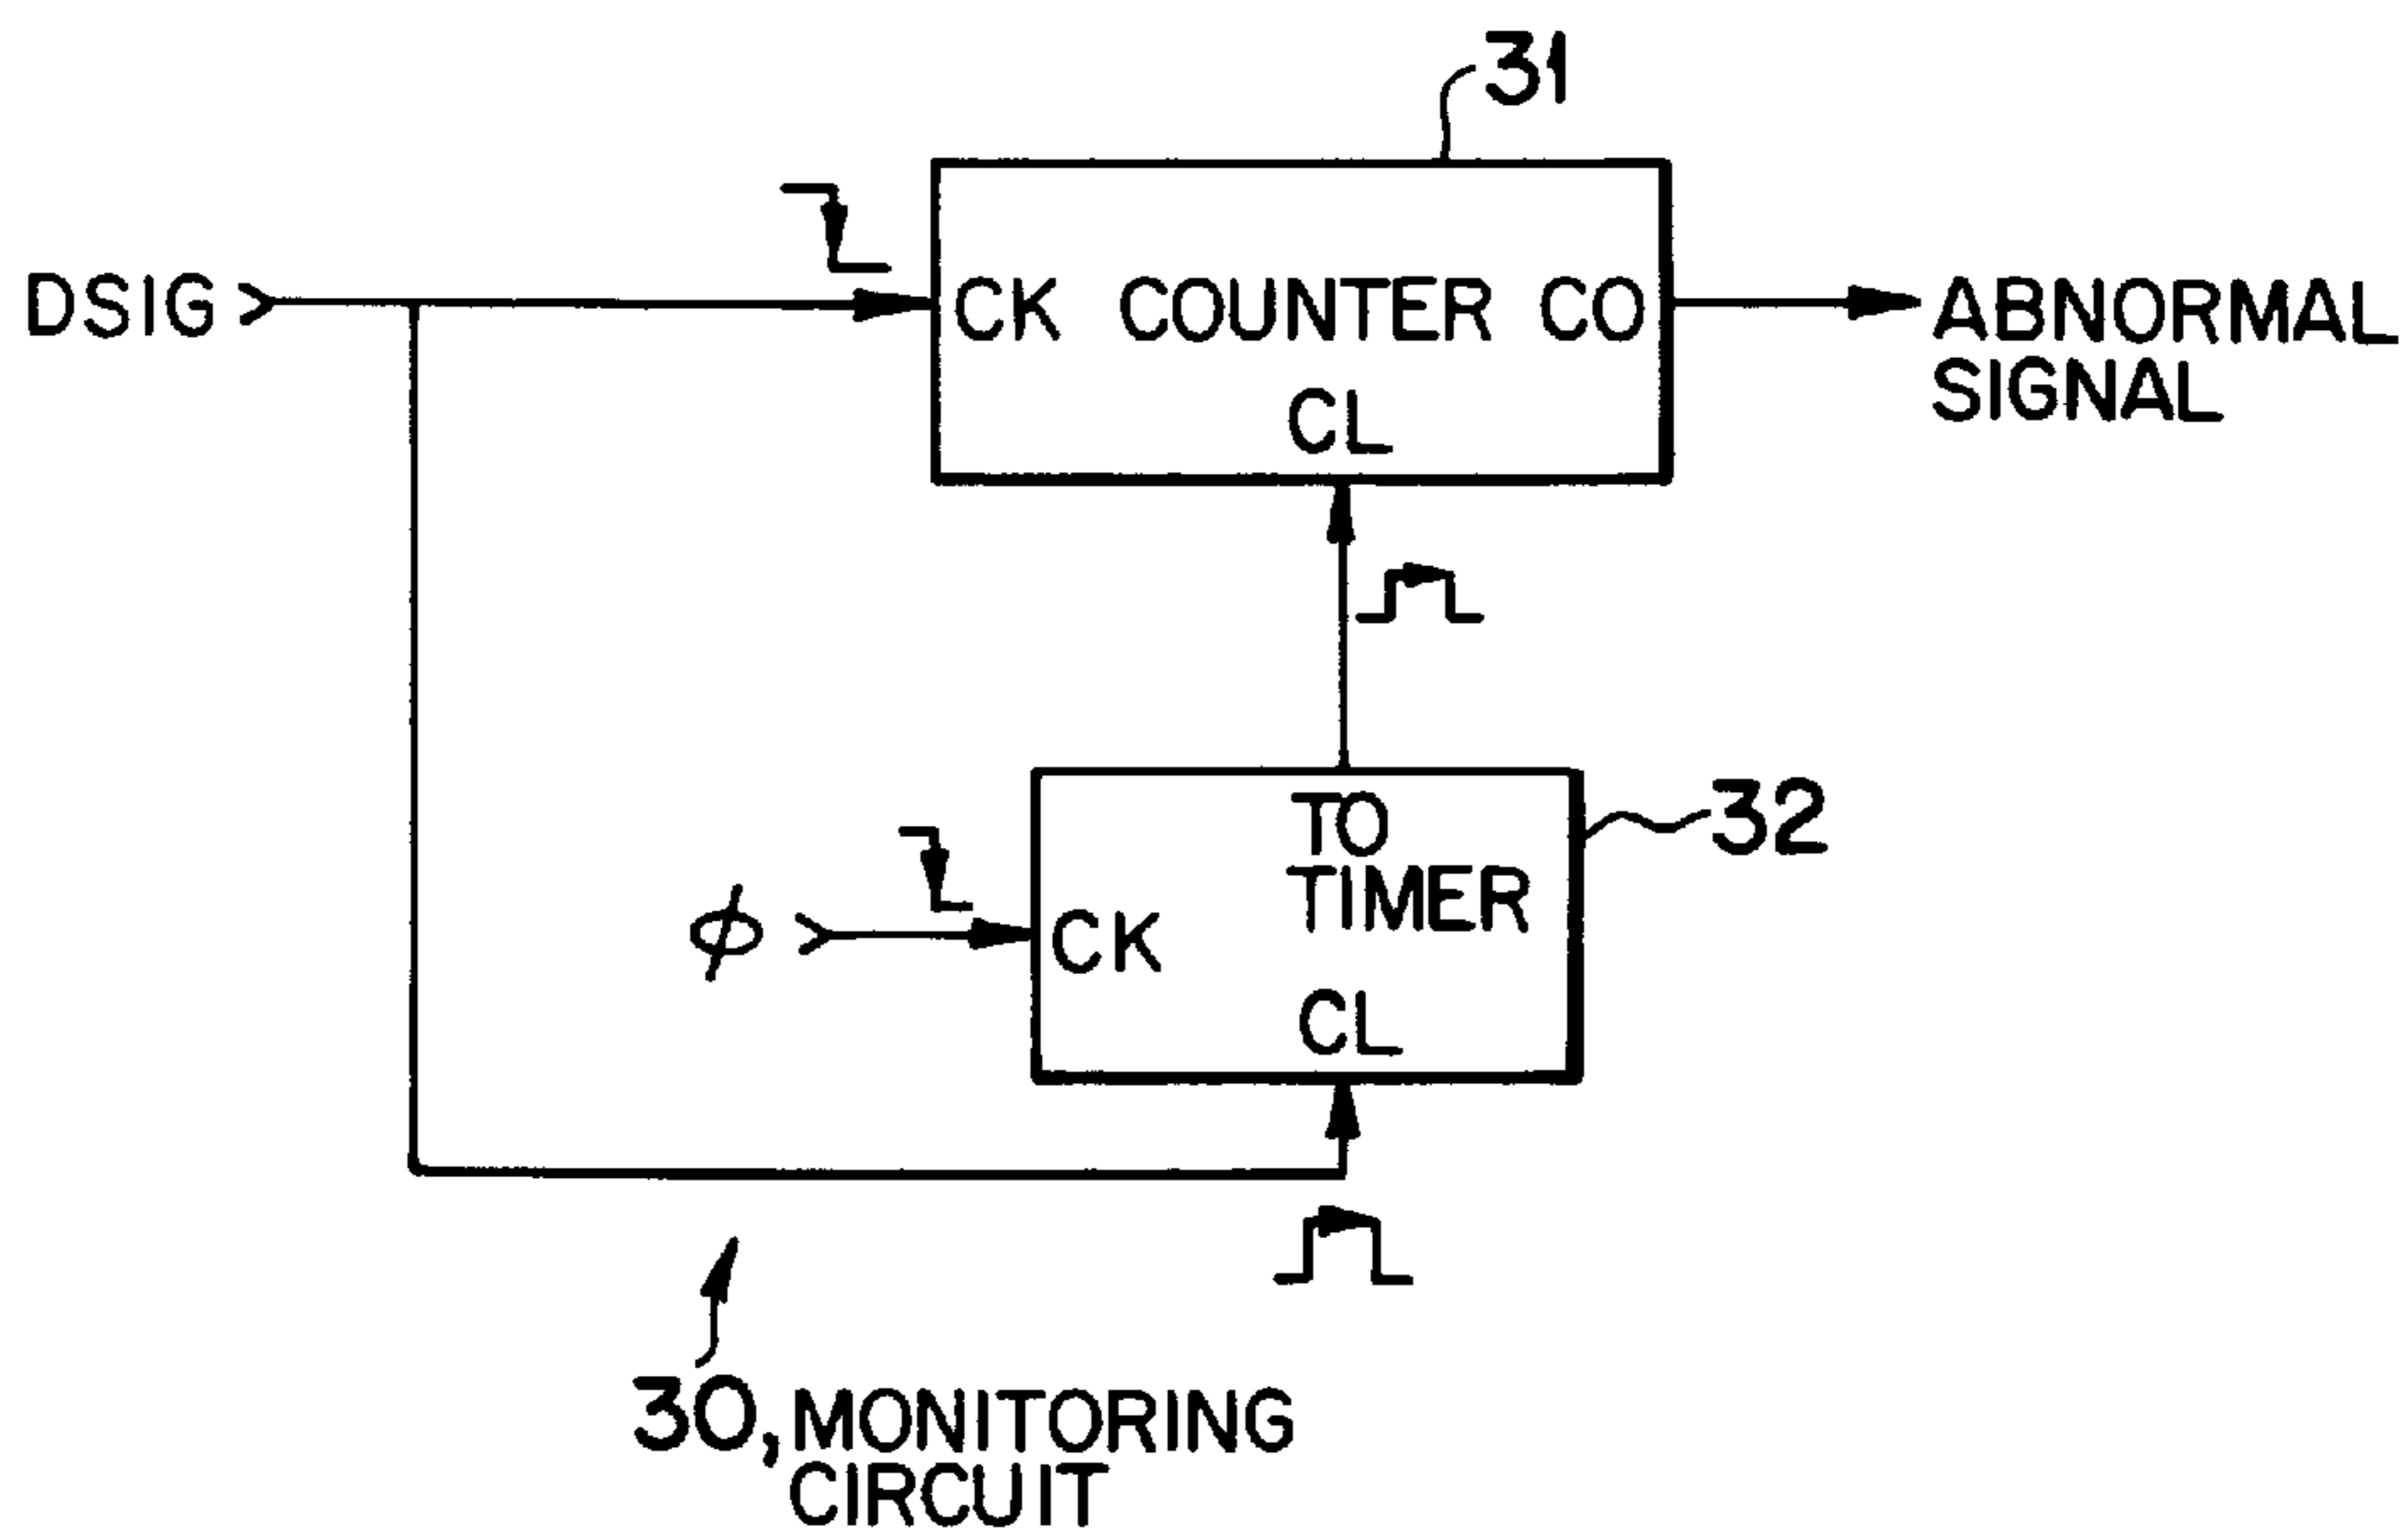 31
DSIG
CK COUNTER CO
CL
ABNORMAL
SIGNAL
TO
TIMER
32
φ
CK
CL
30, MONITORING
CIRCUIT